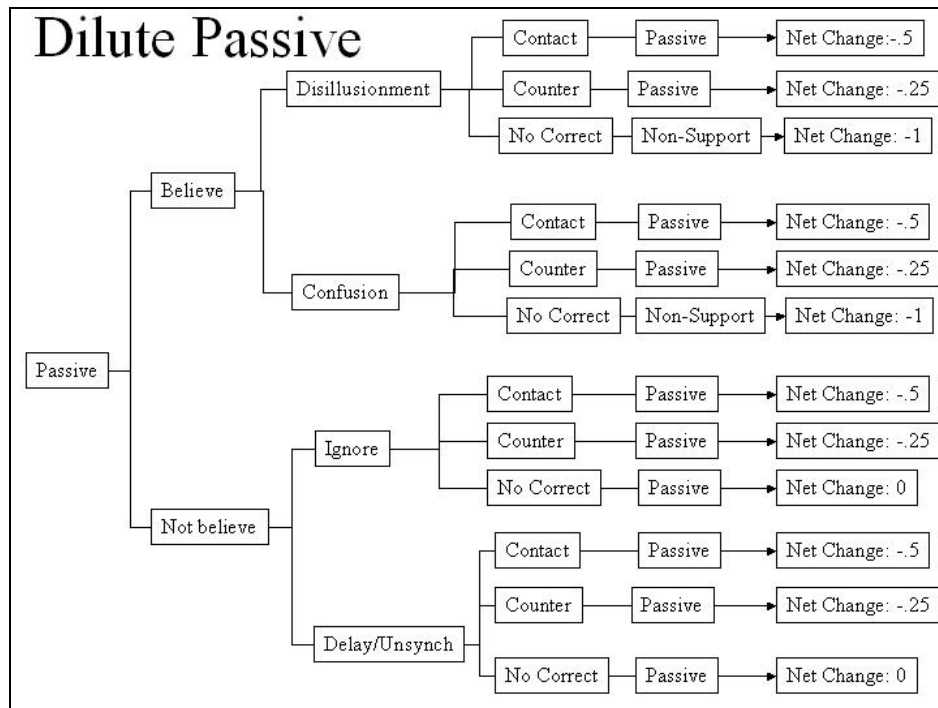 Dilute Passive
Contact
Passive
Net Change:-.5
Disillusionment
Counter
Passive
Net Change: -.25
No Correct
Non-Support
Net Change: -1
Believe
Contact
Passive
Net Change: -.5
Counter
Passive
Net Change: -.25
Confusion
No Correct
Non-Support
Net Change: -1
Passive
Contact
Passive
Net Change: -.5
Ignore
Counter
Passive
Net Change: -.25
No Correct
Passive
Net Change: 0
Not believe
Contact
Passive
Net Change: -.5
Counter
Passive
Net Change: -.25
Delay/Unsynch
No Correct
Passive
Net Change: 0